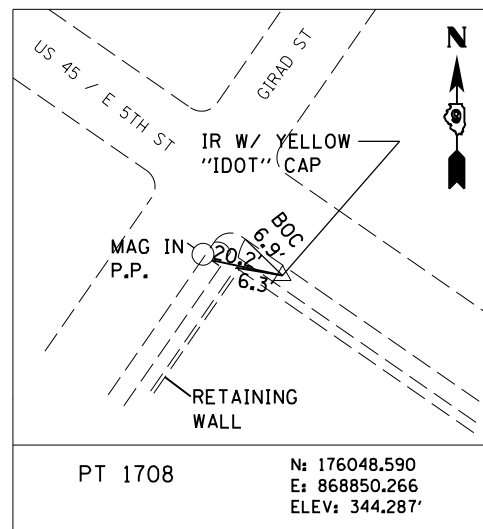 US 45 / E 5TH ST
GIRAD ST
N
IR W/ YELLOW
"IDOT" CAP
BOC
6.9'
20.2'
6.3'
MAG IN
P.P.
RETAINING
WALL
PT 1708
N: 176048.590
E: 868850.266
ELEV: 344.287'